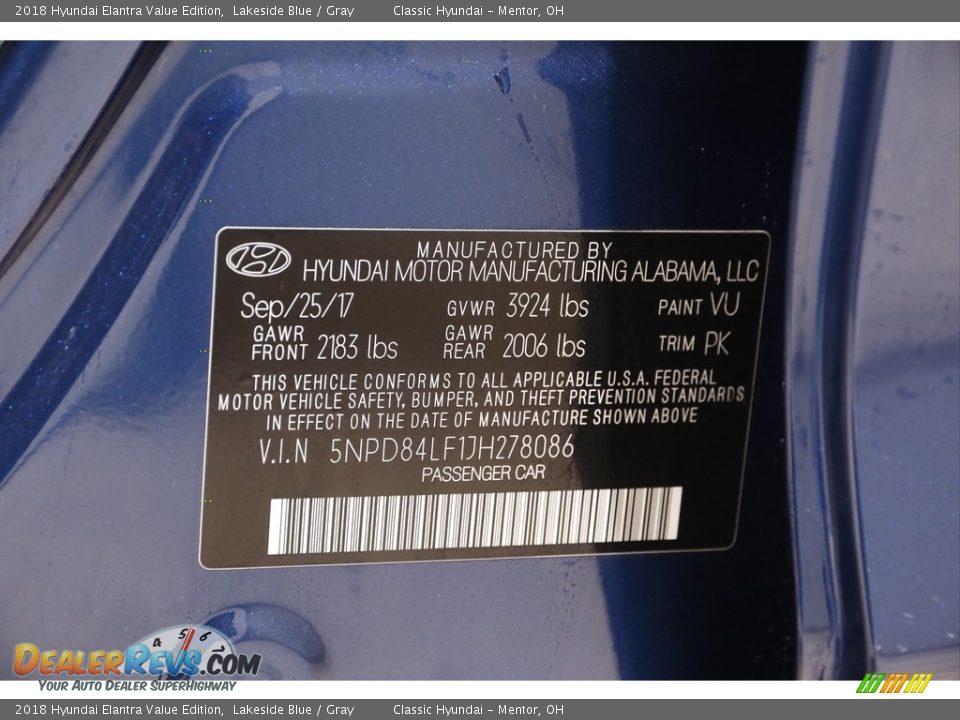 2018 Hyundai Elantra Value Edition, Lakeside Blue / Gray Classic Hyundai - Mentor, OH
MANUFACTURED BY
HYUNDAI MOTOR MANUFACTURING ALABAMA, LLC
Sep/25/17 GVWR 3924 lbs PAINT VU
GAWR FRONT 2183 lbs GAWR REAR 2006 lbs TRIM PK
THIS VEHICLE CONFORMS TO ALL APPLICABLE U.S.A. FEDERAL
MOTOR VEHICLE SAFETY, BUMPER, AND THEFT PREVENTION STANDARDS
IN EFFECT ON THE DATE OF MANUFACTURE SHOWN ABOVE
V.I.N 5NPD84LF1JH278086
PASSENGER CAR
4 5 6 7
DEALERREVS.COM
YOUR AUTO DEALER SUPERHIGHWAY
2018 Hyundai Elantra Value Edition, Lakeside Blue / Gray Classic Hyundai - Mentor, OH